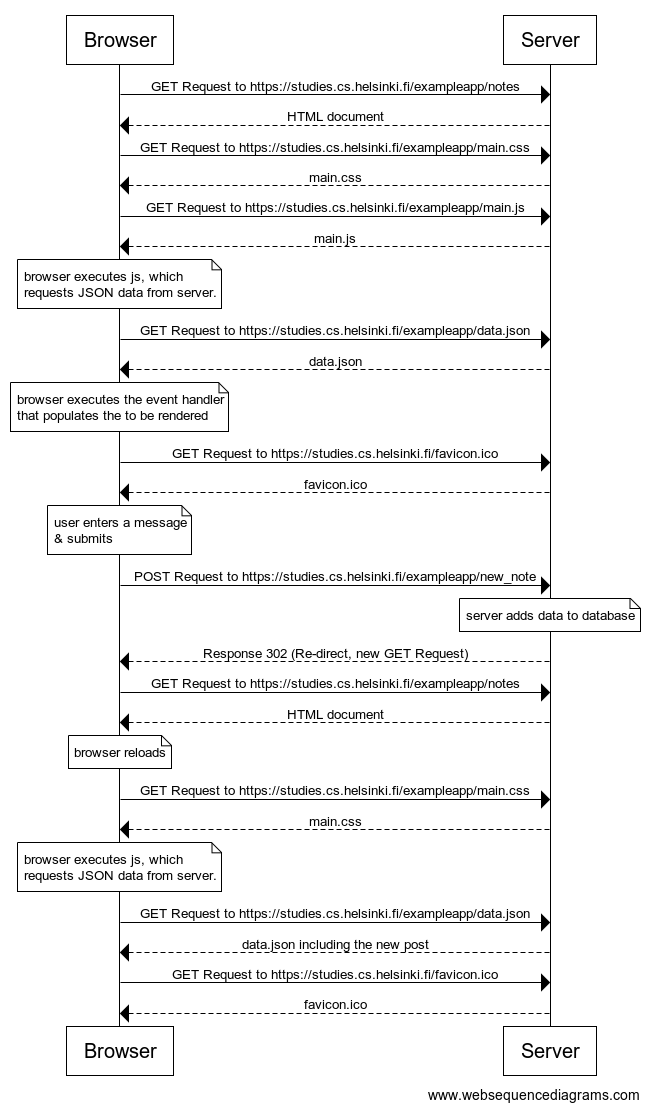 Browser
Server
GET Request to https://studies.cs.helsinki.fi/exampleapp/notes
HTML document
GET Request to https://studies.cs.helsinki.fi/exampleapp/main.css
main.css
GET Request to https://studies.cs.helsinki.fi/exampleapp/main.js
main.js
browser executes js, which
requests JSON data from server.
GET Request to https://studies.cs.helsinki.fi/exampleapp/data.json
data.json
browser executes the event handler
that populates the to be rendered
GET Request to https://studies.cs.helsinki.fi/favicon.ico
favicon.ico
user enters a message
& submits
POST Request to https://studies.cs.helsinki.fi/exampleapp/new_note
server adds data to database
Response 302 (Re-direct, new GET Request)
GET Request to https://studies.cs.helsinki.fi/exampleapp/notes
HTML document
browser reloads
GET Request to https://studies.cs.helsinki.fi/exampleapp/main.css
main.css
browser executes js, which
requests JSON data from server.
GET Request to https://studies.cs.helsinki.fi/exampleapp/data.json
data.json including the new post
GET Request to https://studies.cs.helsinki.fi/favicon.ico
favicon.ico
Browser
Server
www.websequencediagrams.com